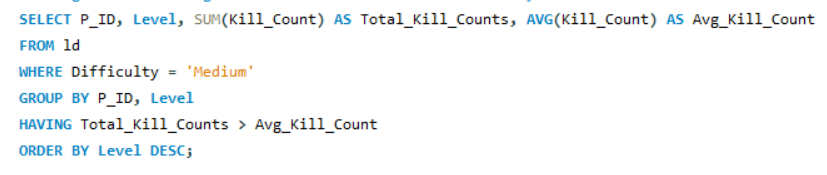 SELECT P_ID, Level, SUM(Kill_Count) AS Total_Kill_Counts, AVG(Kill_Count) AS Avg_Kill_Count
FROM ld
WHERE Difficulty = 'Medium'
GROUP BY P_ID, Level
HAVING Total_Kill_Counts > Avg_Kill_Count
ORDER BY Level DESC;